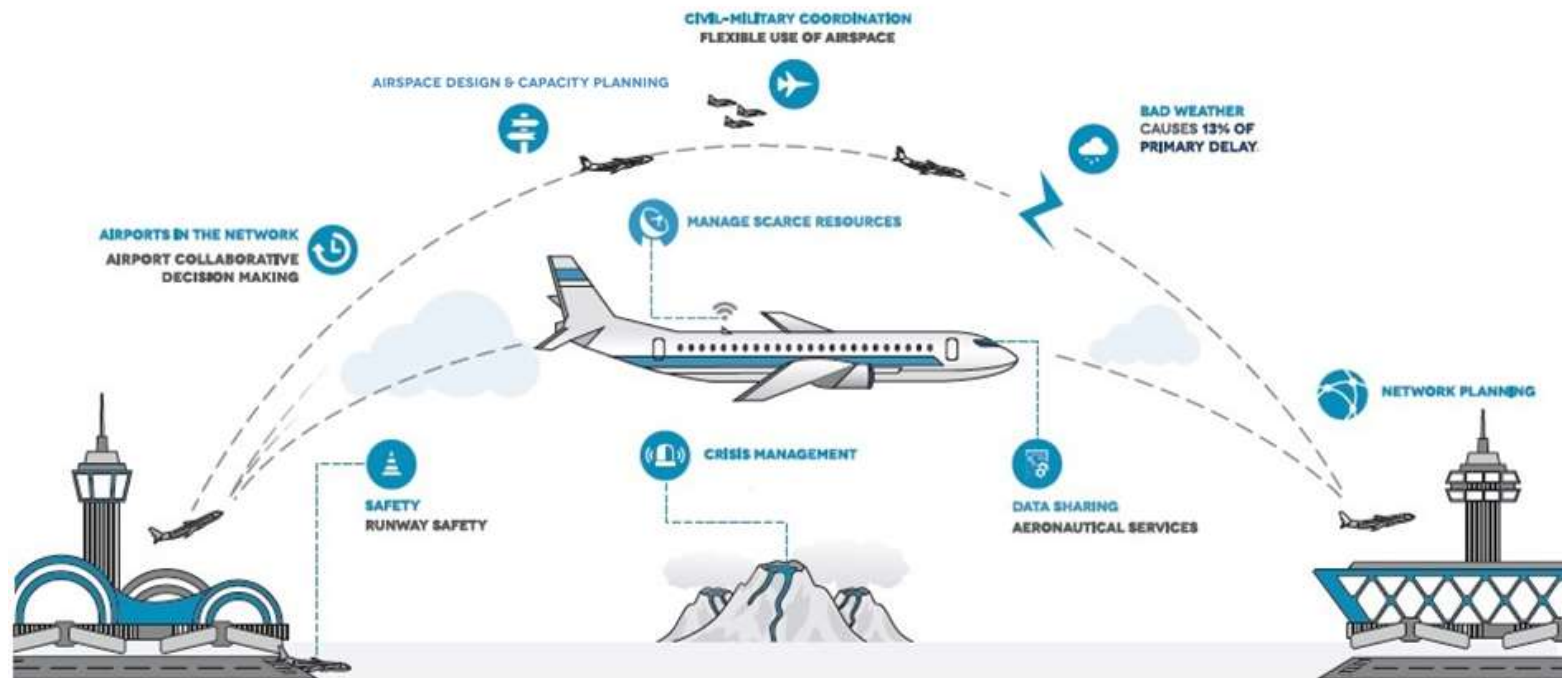 CIVIL-MILITARY COORDINATION
FLEXIBLE USE OF AIRSPACE
AIRSPACE DESIGN & CAPACITY PLANNING
BAD WEATHER
CAUSES 13% OF
PRIMARY DELAY
MANAGE SCARCE RESOURCES
AIRPORTS IN THE NETWORK
AIRPORT COLLABORATIVE
DECISION MAKING
NETWORK PLANNING
CRISIS MANAGEMENT
SAFETY
RUNWAY SAFETY
DATA SHARING
AERONAUTICAL SERVICES